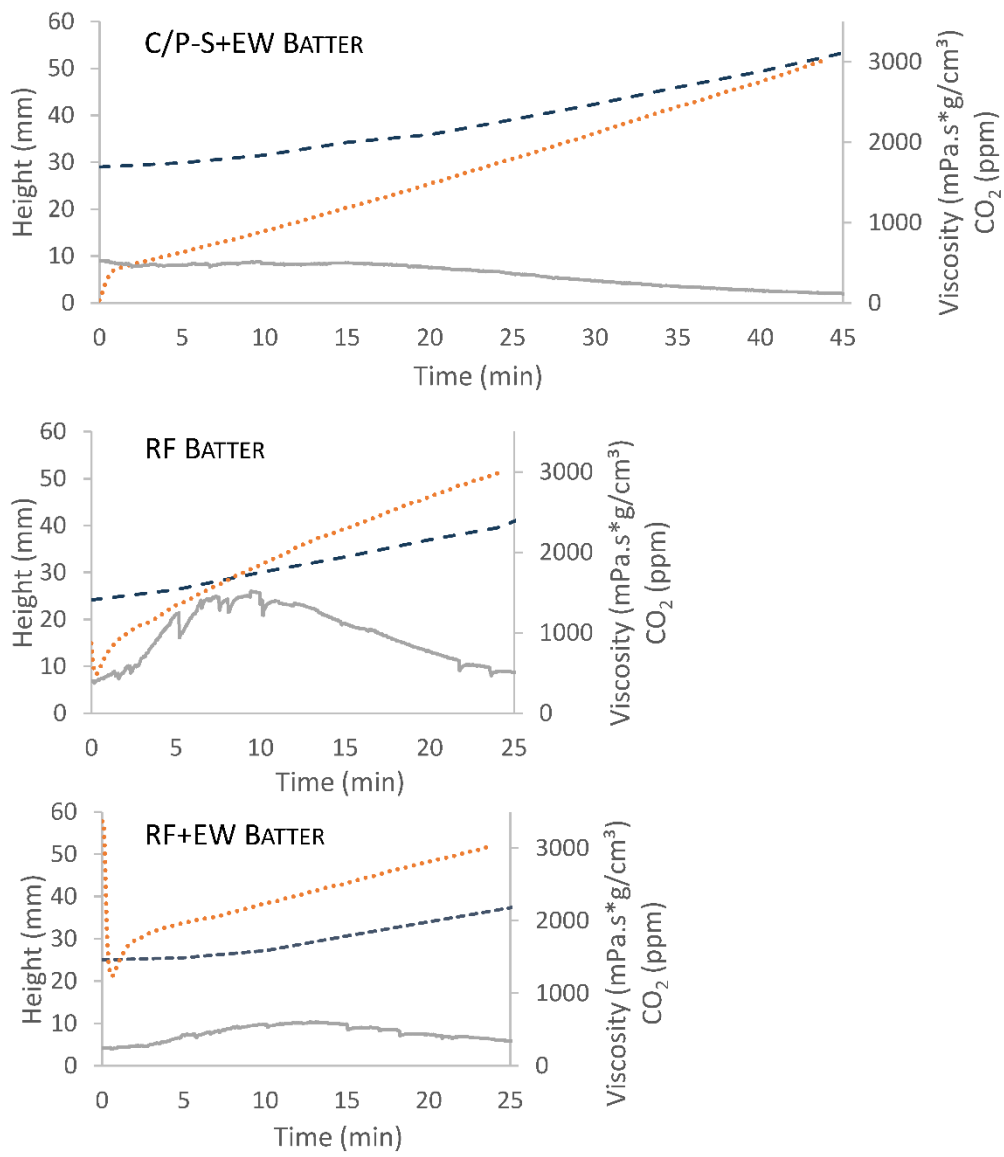 C/P-S+EW BATTER
60
50
40
30
20
10
0
Height (mm)
3000
2000
1000
0
Viscosity (mPa.s*g/cm³)
CO₂ (ppm)
0 5 10 15 20 25 30 35 40 45
Time (min)
RF BATTER
60
50
40
30
20
10
0
Height (mm)
3000
2000
1000
0
Viscosity (mPa.s*g/cm³)
CO₂ (ppm)
0 5 10 15 20 25
Time (min)
RF+EW BATTER
60
50
40
30
20
10
0
Height (mm)
3000
2000
1000
0
Viscosity (mPa.s*g/cm³)
CO₂ (ppm)
0 5 10 15 20 25
Time (min)